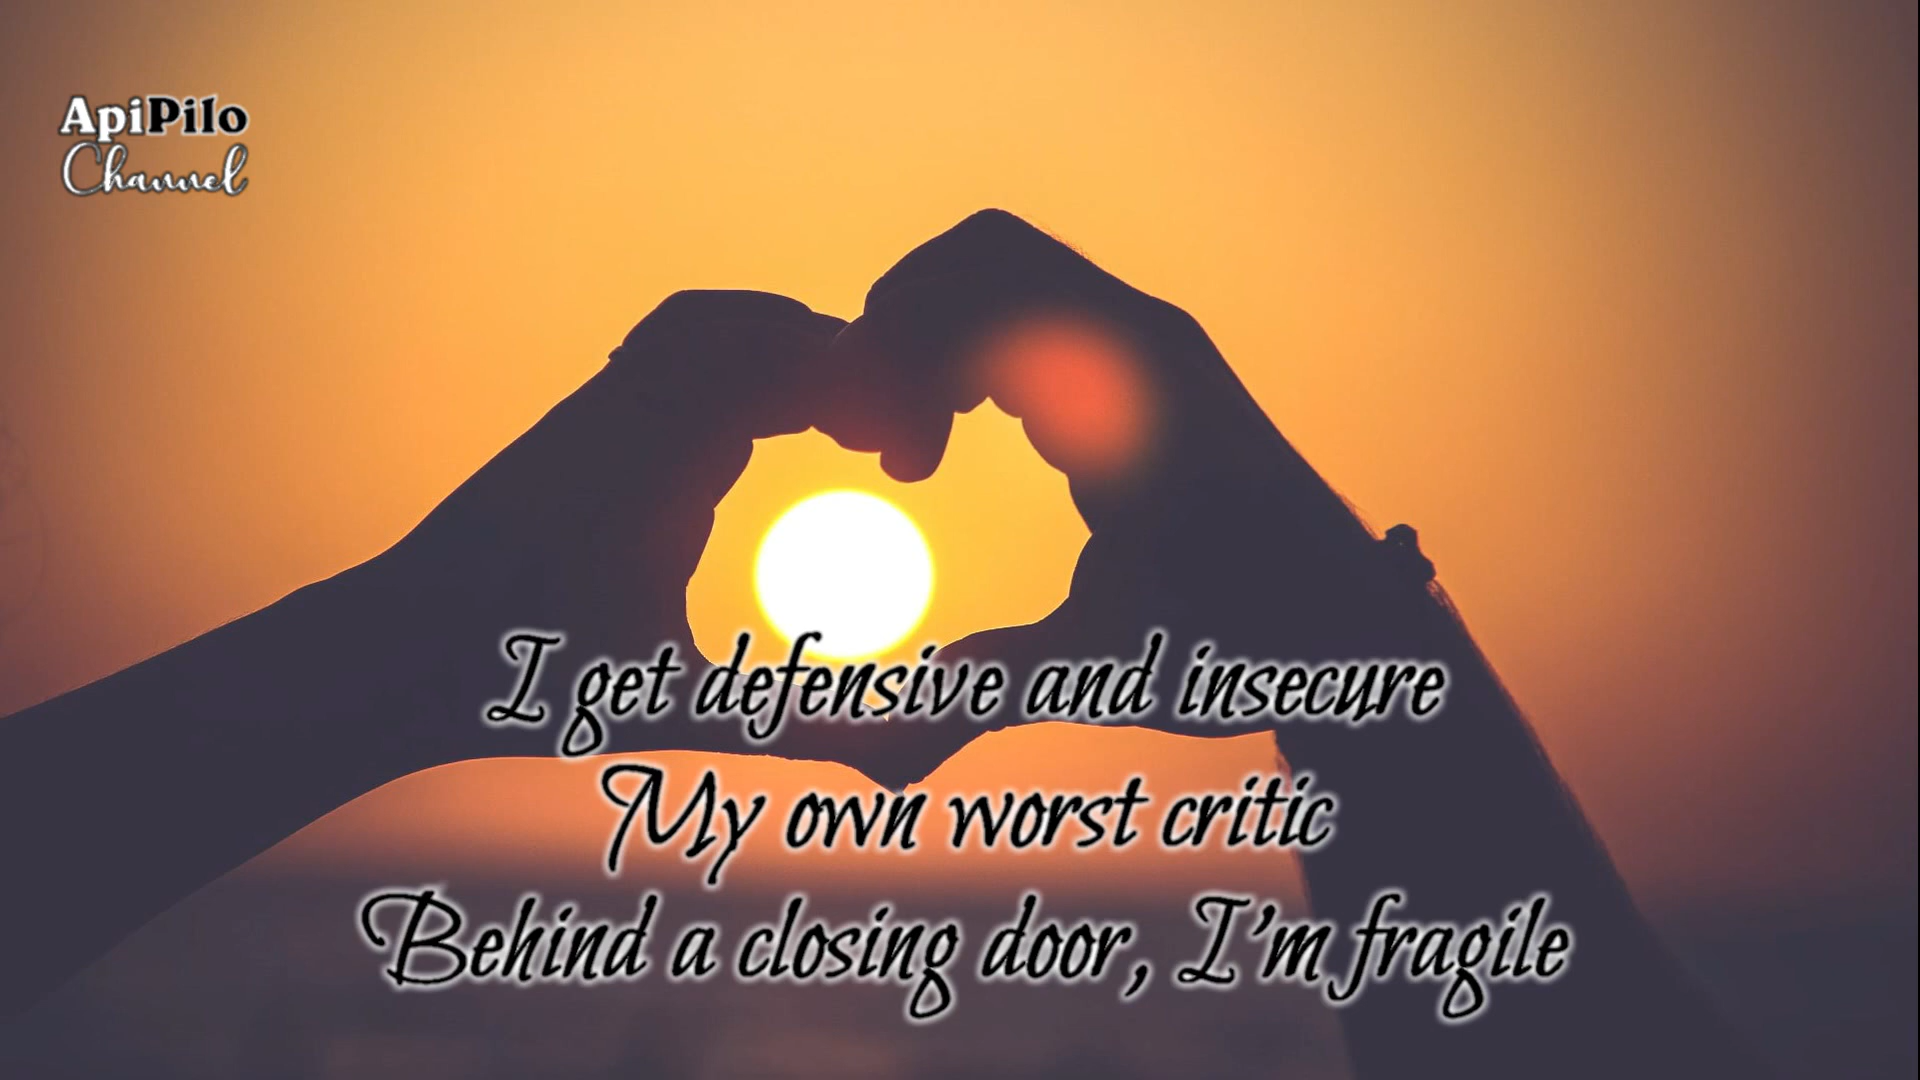 ApiPilo
Channel
I get defensive and insecure
My own worst critic
Behind a closing door, I'm fragile